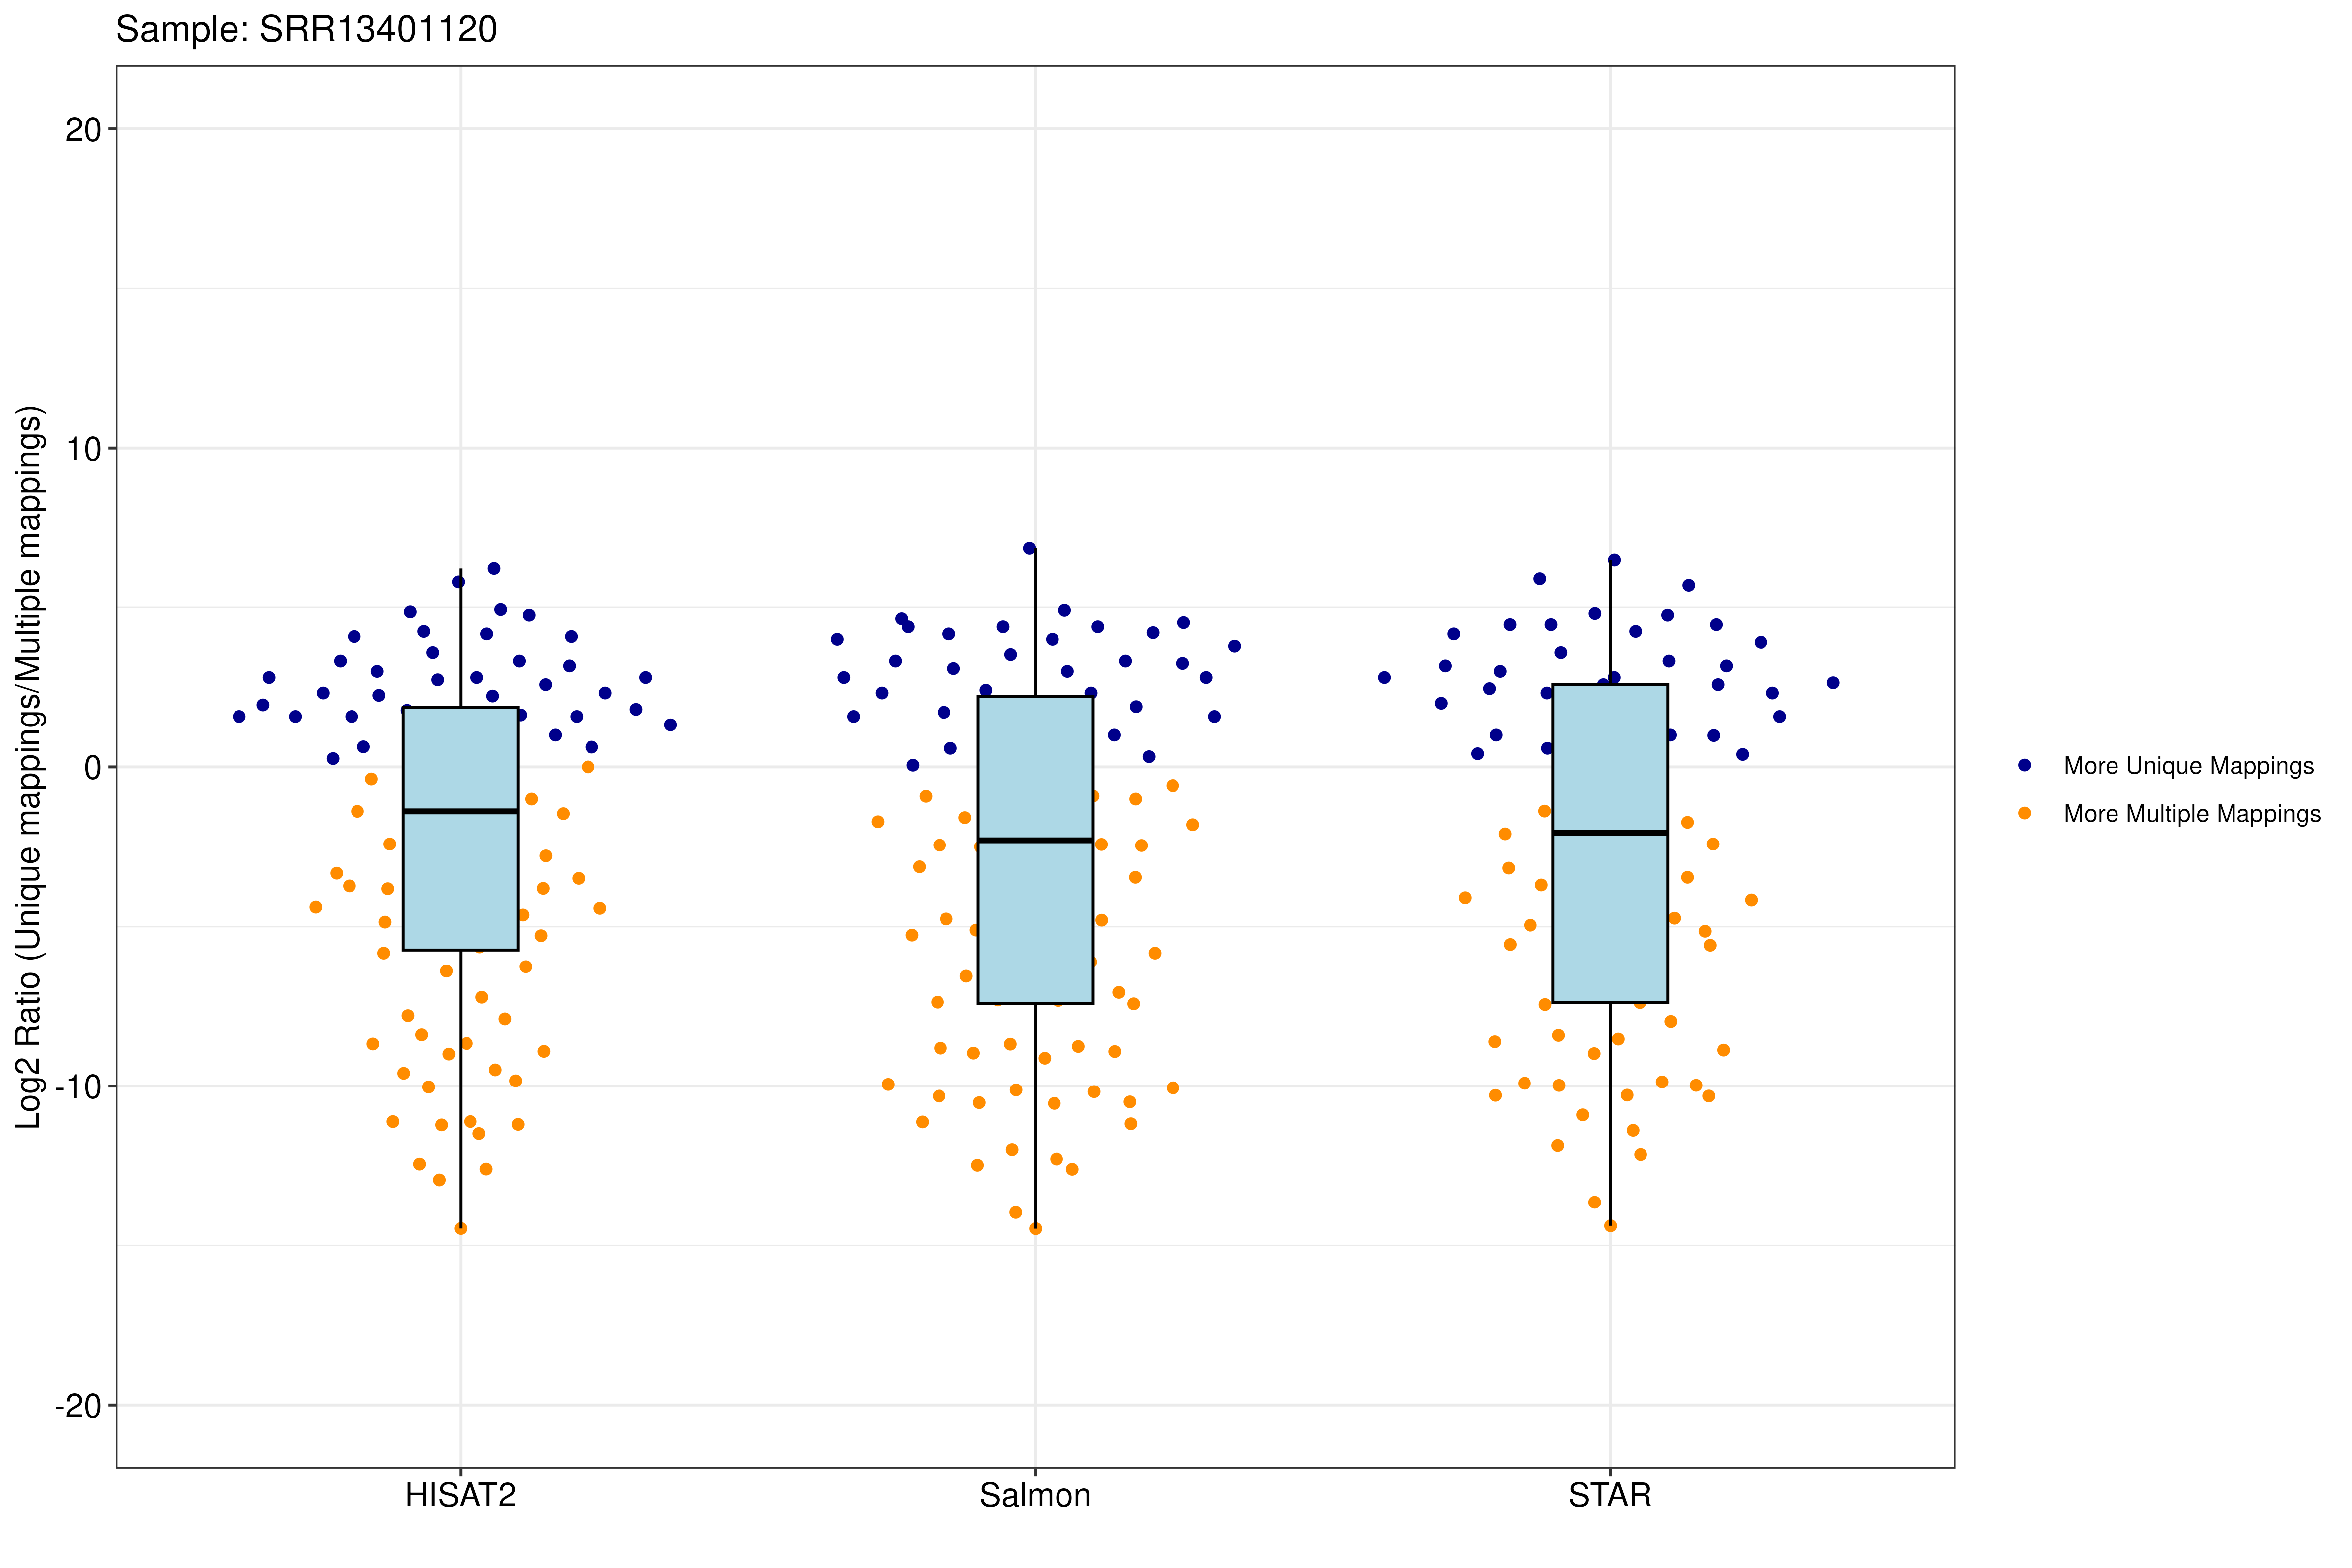 Sample: SRR13401120
Log2 Ratio (Unique mappings/Multiple mappings)
20
10
0
-10
-20
HISAT2
Salmon
STAR
More Unique Mappings
More Multiple Mappings